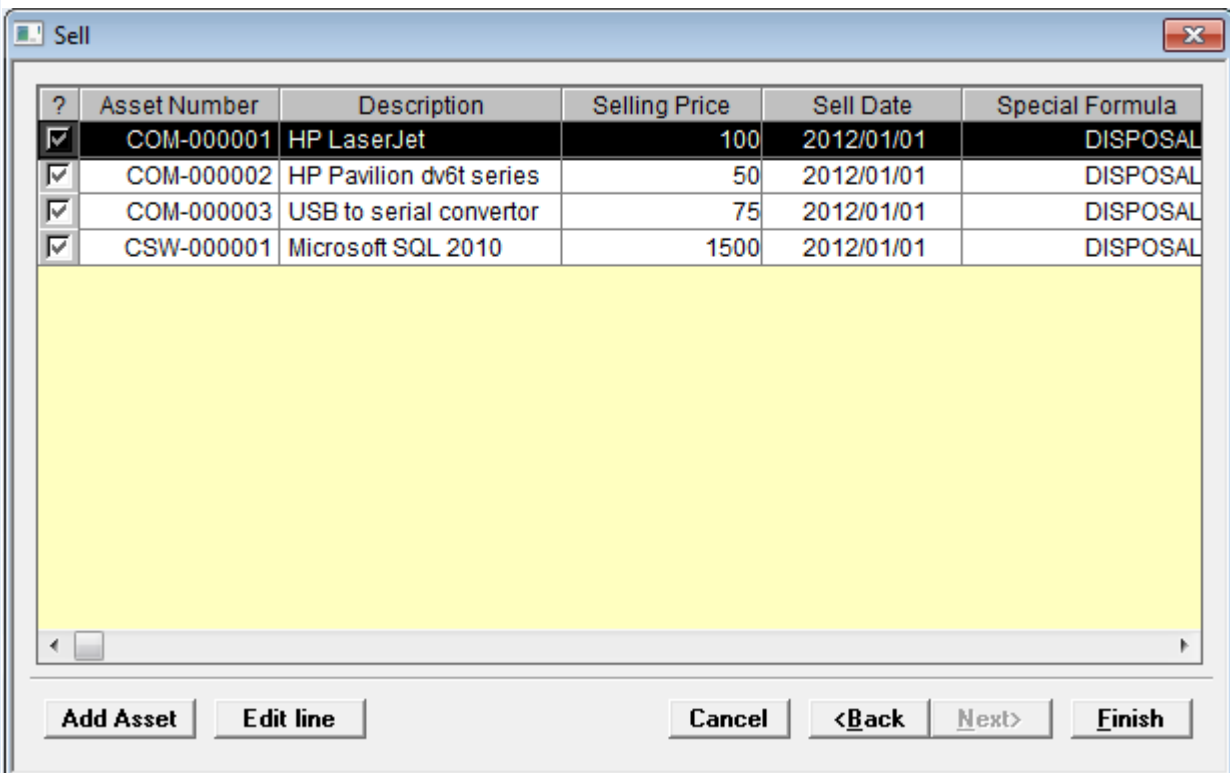 Sell
? Asset Number Description Selling Price Sell Date Special Formula
COM-000001 HP LaserJet 100 2012/01/01 DISPOSAL
COM-000002 HP Pavilion dv6t series 50 2012/01/01 DISPOSAL
COM-000003 USB to serial convertor 75 2012/01/01 DISPOSAL
CSW-000001 Microsoft SQL 2010 1500 2012/01/01 DISPOSAL
Add Asset Edit line Cancel <Back Next> Finish